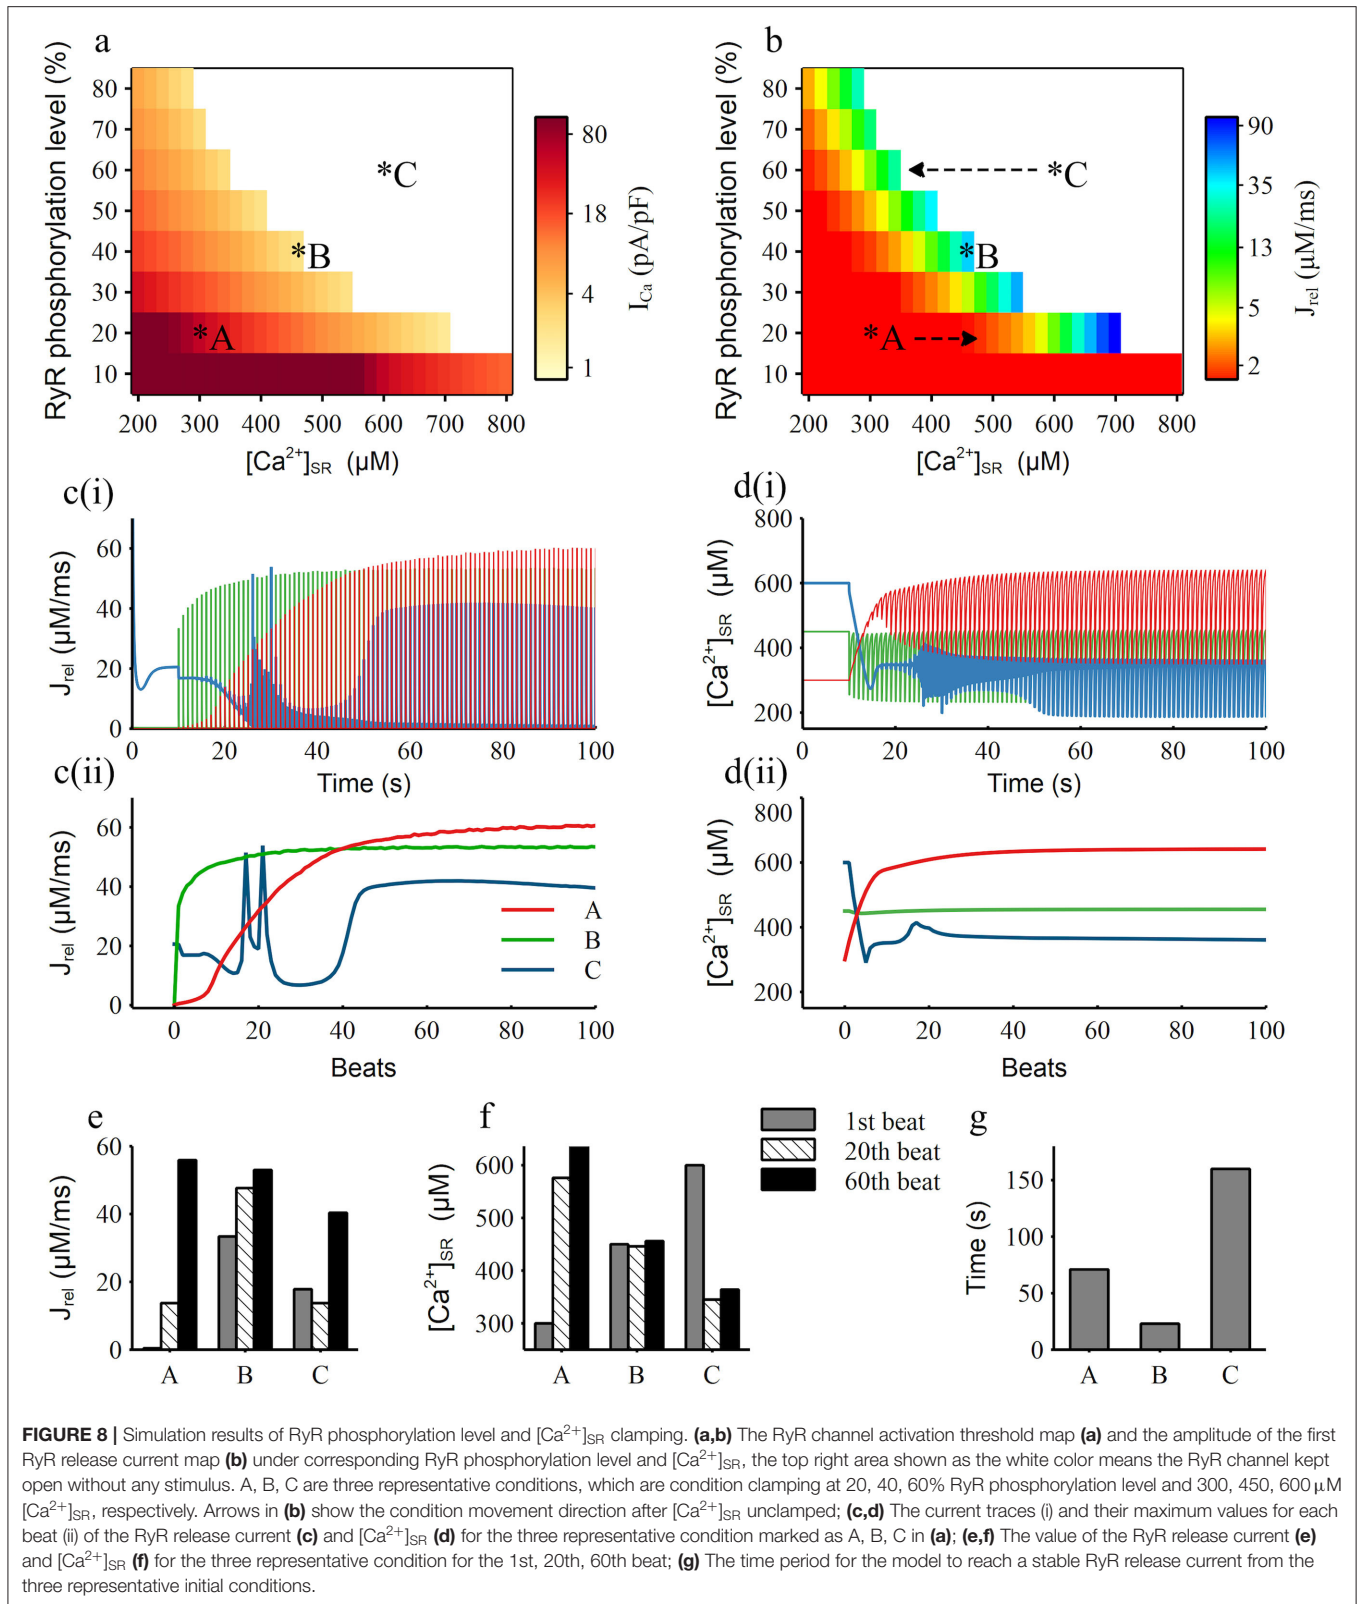 a
RyR phosphorylation level (%)
80
70
60
50
40
30
20
10
200 300 400 500 600 700 800
[Ca2+]SR (µM)
*A
*B
*C
80
18
4
1
ICa (pA/pF)
b
RyR phosphorylation level (%)
80
70
60
50
40
30
20
10
200 300 400 500 600 700 800
[Ca2+]SR (µM)
*A
*B
*C
90
35
13
5
2
Jrel (µM/ms)
c(i)
Jrel (µM/ms)
60
40
20
0
0 20 40 60 80 100
Time (s)
d(i)
[Ca2+]SR (µM)
800
600
400
200
0 20 40 60 80 100
Time (s)
c(ii)
Jrel (µM/ms)
60
40
20
0
A
B
C
0 20 40 60 80 100
Beats
d(ii)
[Ca2+]SR (µM)
800
600
400
200
0 20 40 60 80 100
Beats
e
Jrel (µM/ms)
60
40
20
0
A B C
f
[Ca2+]SR (µM)
600
500
400
300
A B C
1st beat
20th beat
60th beat
g
Time (s)
150
100
50
0
A B C
FIGURE 8 | Simulation results of RyR phosphorylation level and [Ca2+]SR clamping. (a,b) The RyR channel activation threshold map (a) and the amplitude of the first
RyR release current map (b) under corresponding RyR phosphorylation level and [Ca2+]SR, the top right area shown as the white color means the RyR channel kept
open without any stimulus. A, B, C are three representative conditions, which are condition clamping at 20, 40, 60% RyR phosphorylation level and 300, 450, 600 µM
[Ca2+]SR, respectively. Arrows in (b) show the condition movement direction after [Ca2+]SR unclamped; (c,d) The current traces (i) and their maximum values for each
beat (ii) of the RyR release current (c) and [Ca2+]SR (d) for the three representative condition marked as A, B, C in (a); (e,f) The value of the RyR release current (e)
and [Ca2+]SR (f) for the three representative condition for the 1st, 20th, 60th beat; (g) The time period for the model to reach a stable RyR release current from the
three representative initial conditions.